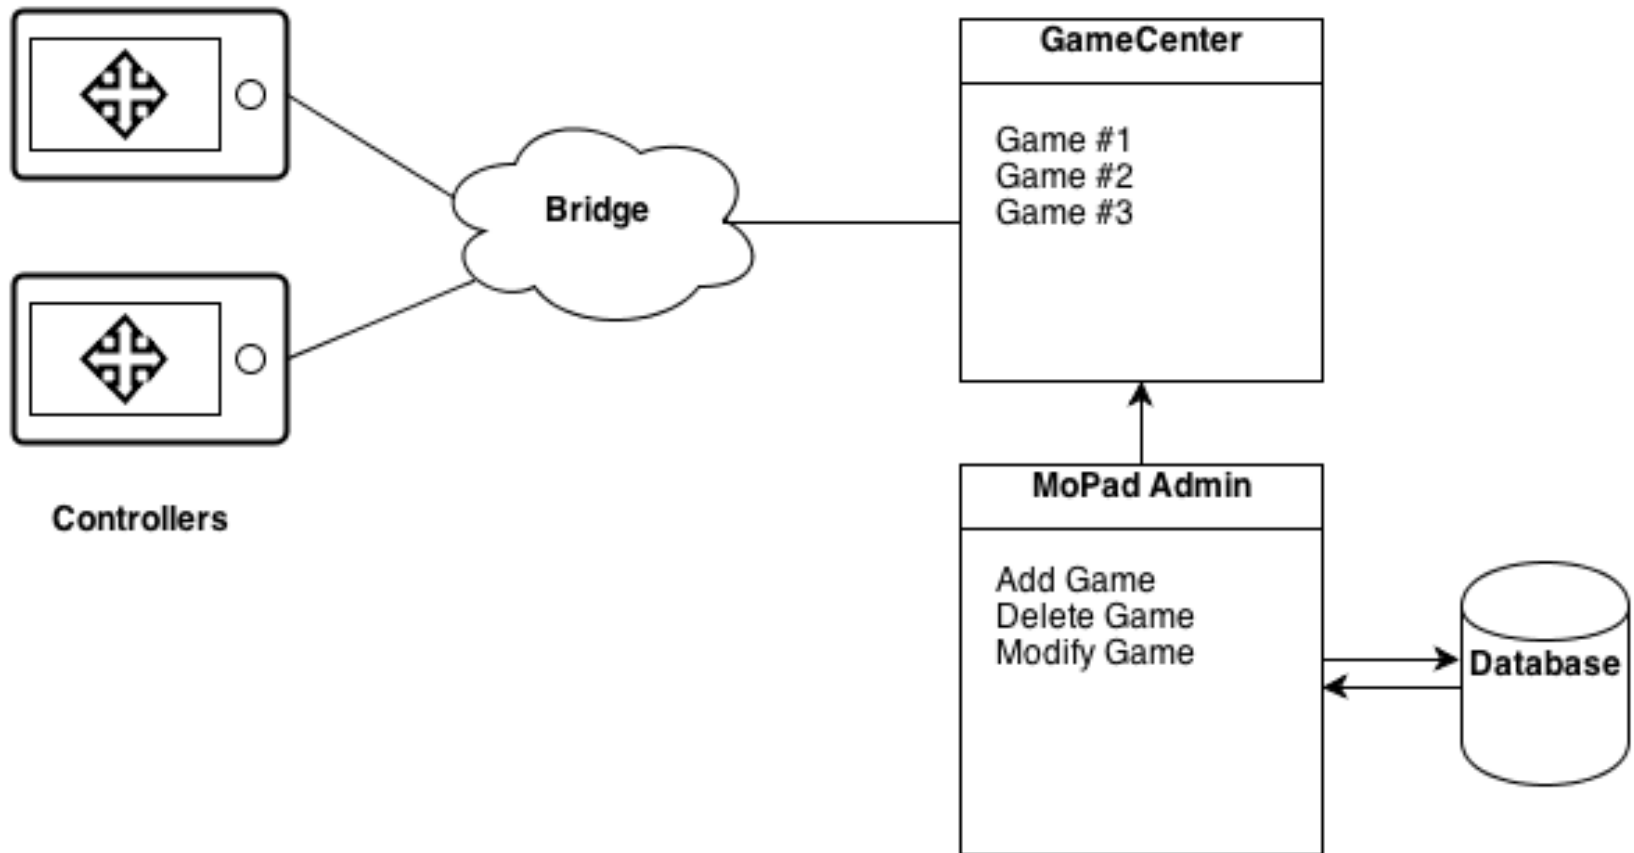 GameCenter
Game #1
Game #2
Game #3
Bridge
Controllers
MoPad Admin
Add Game
Delete Game
Modify Game
Database